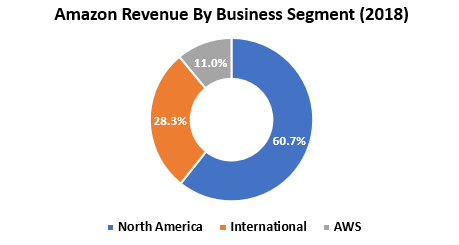 Amazon Revenue By Business Segment (2018)
11.0%
28.3%
60.7%
North America International AWS